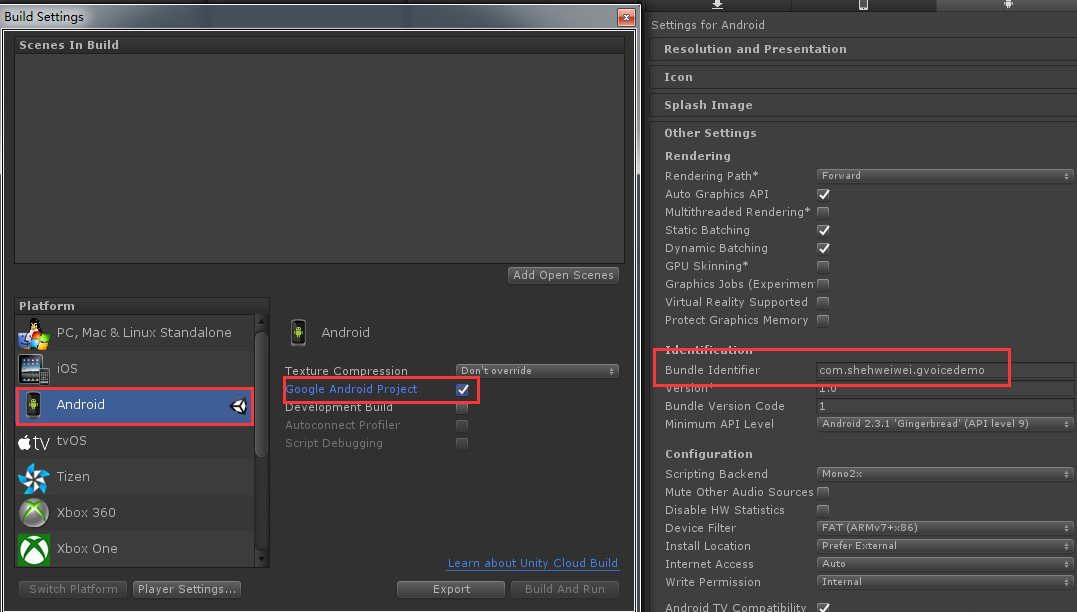 Build Settings
Scenes In Build
Add Open Scenes
Platform
PC, Mac & Linux Standalone
iOS
Android
tv tvOS
Tizen
Xbox 360
Xbox One
Android
Texture Compression Don't override
Google Android Project
Development Build
Autoconnect Profiler
Script Debugging
Learn about Unity Cloud Build
Switch Platform Player Settings... Export Build And Run
Settings for Android
Resolution and Presentation
Icon
Splash Image
Other Settings
Rendering
Rendering Path* Forward
Auto Graphics API
Multithreaded Rendering*
Static Batching
Dynamic Batching
GPU Skinning*
Graphics Jobs (Experimen
Virtual Reality Supported
Protect Graphics Memory
Identification
Bundle Identifier com.shehweiwei.gvoicedemo
Version* 1.0
Bundle Version Code 1
Minimum API Level Android 2.3.1 'Gingerbread' (API level 9)
Configuration
Scripting Backend Mono2x
Mute Other Audio Sources
Disable HW Statistics
Device Filter FAT (ARMv7+x86)
Install Location Prefer External
Internet Access Auto
Write Permission Internal
Android TV Compatibility